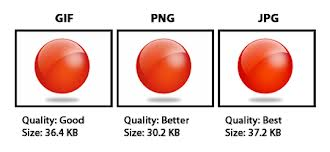 GIF PNG JPG
Quality: Good Quality: Better Quality: Best
Size: 36.4 KB Size: 30.2 KB Size: 37.2 KB